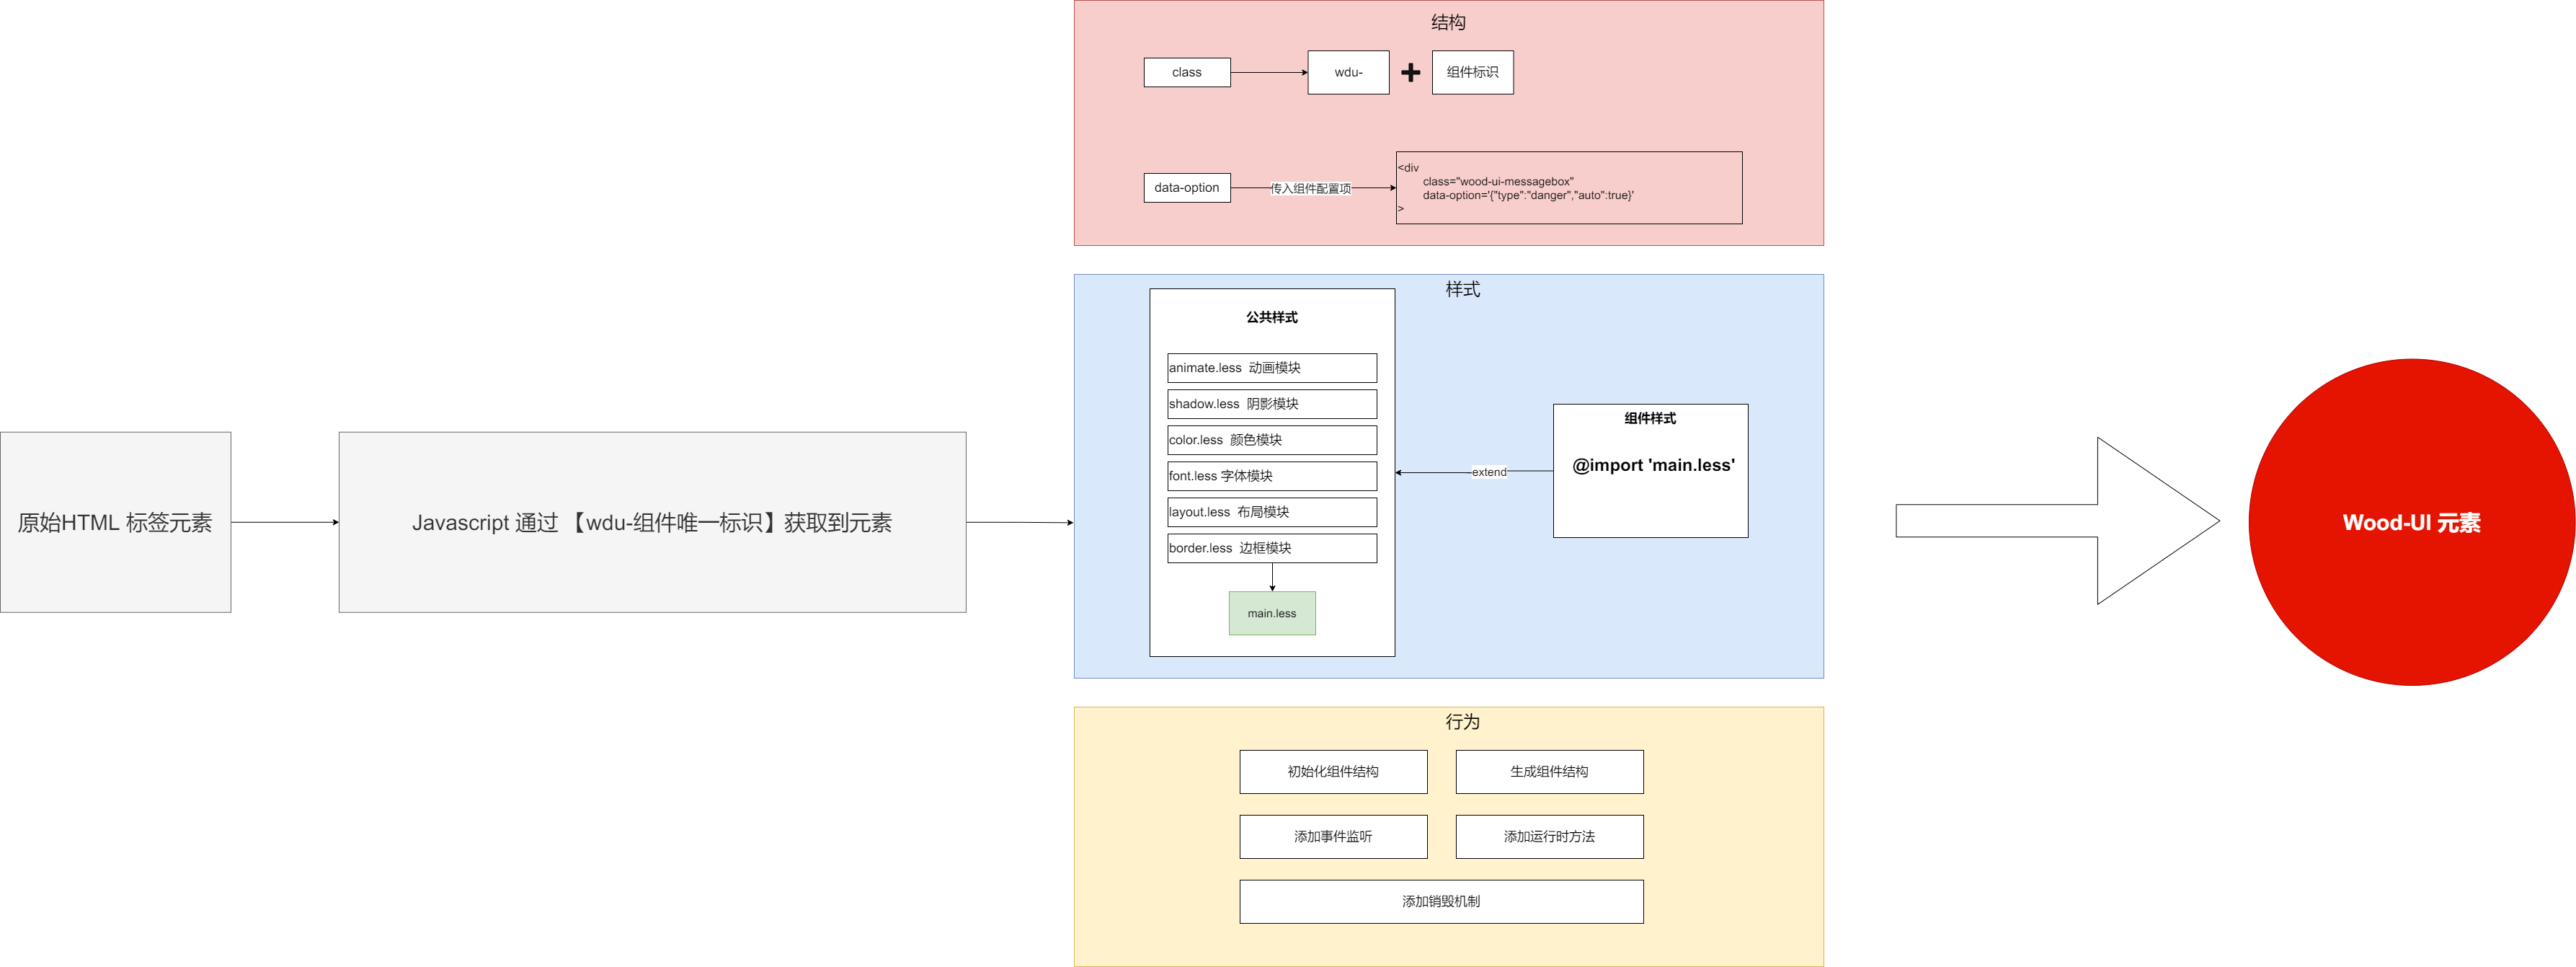 原始HTML 标签元素
Javascript 通过 【wdu-组件唯一标识】获取到元素
结构
class
wdu-
组件标识
data-option
传入组件配置项
<div
class="wood-ui-messagebox"
data-option='{"type":"danger","auto":true}'
>
样式
公共样式
animate.less 动画模块
shadow.less 阴影模块
color.less 颜色模块
font.less 字体模块
layout.less 布局模块
border.less 边框模块
main.less
extend
组件样式
@import 'main.less'
行为
初始化组件结构
生成组件结构
添加事件监听
添加运行时方法
添加销毁机制
Wood-UI 元素